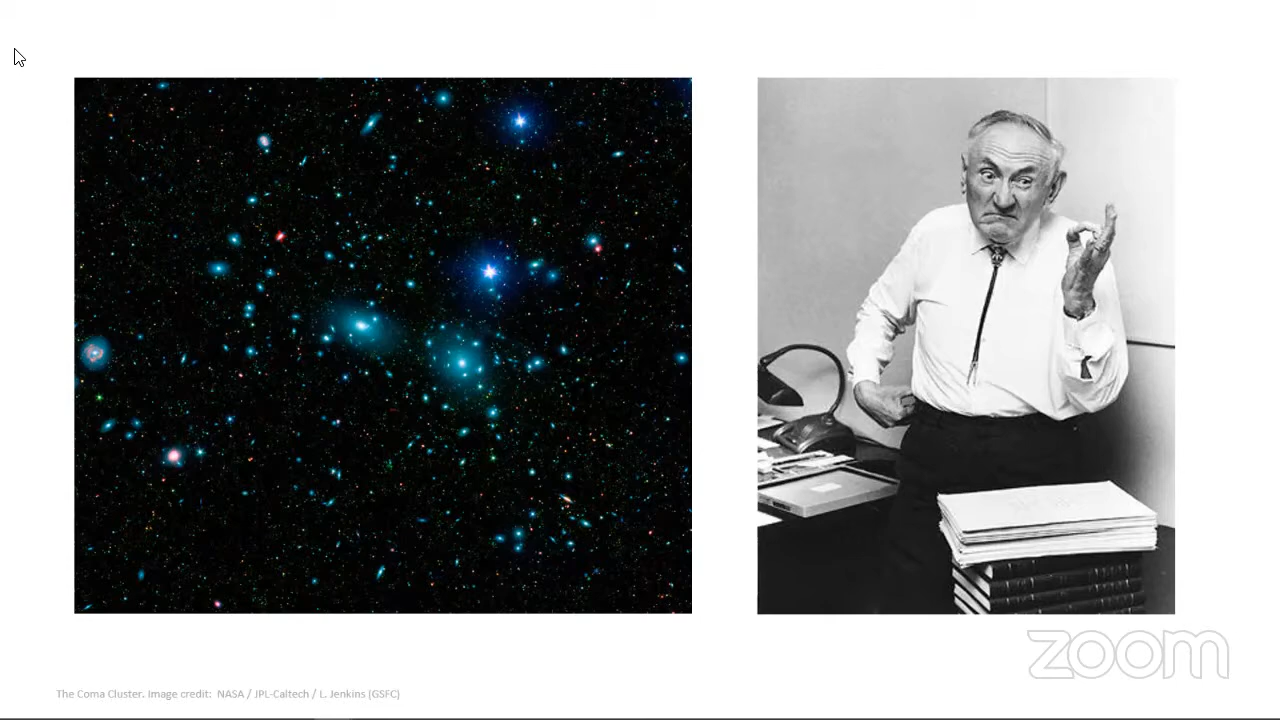 The Coma Cluster. Image credit: NASA / JPL-Caltech / L. Jenkins (GSFC)
zoom